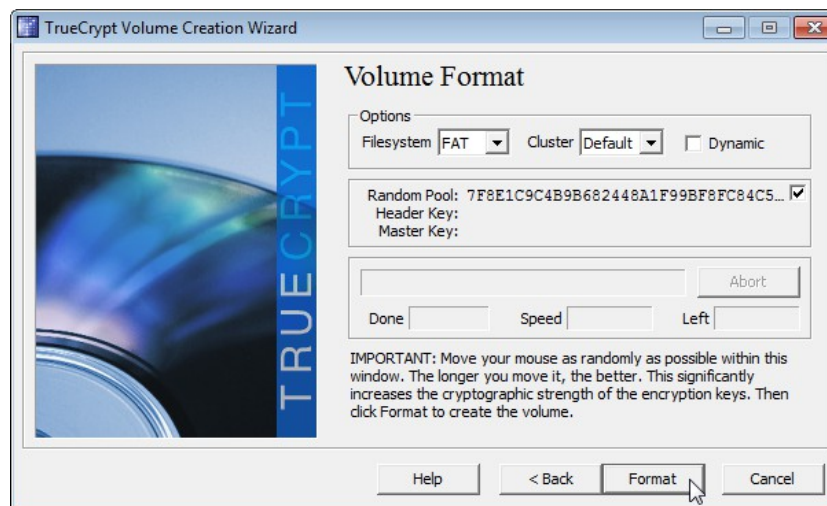 TrueCrypt Volume Creation Wizard
TRUECRYPT
Volume Format
Options
Filesystem FAT Cluster Default Dynamic
Random Pool: 7F8E1C9C4B9B682448A1F99BF8FC84C5...
Header Key:
Master Key:
Abort
Done Speed Left
IMPORTANT: Move your mouse as randomly as possible within this
window. The longer you move it, the better. This significantly
increases the cryptographic strength of the encryption keys. Then
click Format to create the volume.
Help < Back Format Cancel